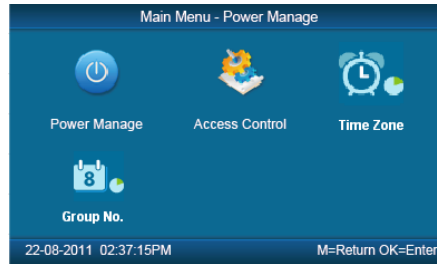 Main Menu - Power Manage
Power Manage Access Control Time Zone
8
Group No.
22-08-2011 02:37:15PM M=Return OK=Enter